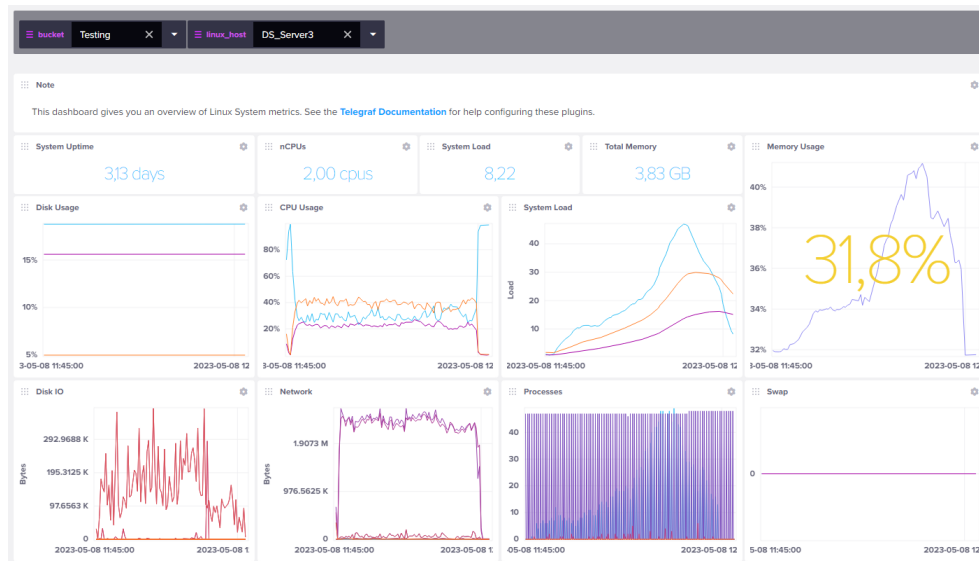 bucket Testing linux_host DS_Server3
Note
This dashboard gives you an overview of Linux System metrics. See the Telegraf Documentation for help configuring these plugins.
System Uptime
3,13 days
nCPUs
2,00 cpus
System Load
8,22
Total Memory
3,83 GB
Memory Usage
40%
38%
36%
34%
32%
31,8%
3-05-08 11:45:00 2023-05-08 12
Disk Usage
15%
10%
5%
3-05-08 11:45:00 2023-05-08 12
CPU Usage
80%
60%
40%
20%
3-05-08 11:45:00 2023-05-08 12
System Load
Load
40
30
20
10
2023-05-08 11:45:00 2023-05-08 12
Disk IO
Bytes
292.9688 K
195.3125 K
97.6563 K
0
2023-05-08 11:45:00 2023-05-08 1
Network
Bytes
1.9073 M
976.5625 K
0
2023-05-08 11:45:00 2023-05-08 1
Processes
40
30
20
10
0
-05-08 11:45:00 2023-05-08 12
Swap
0
5-08 11:45:00 2023-05-08 12